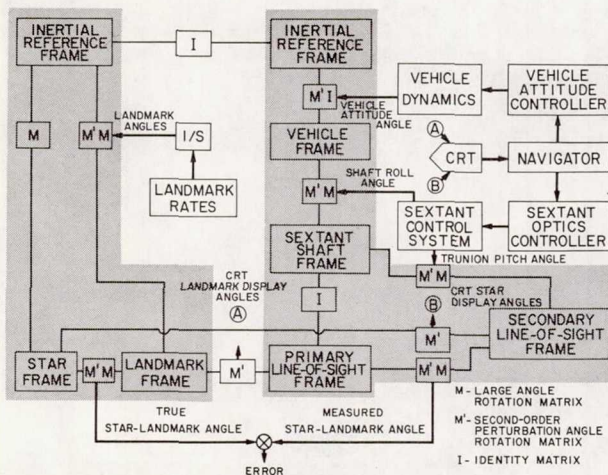 INERTIAL
REFERENCE
FRAME
I
INERTIAL
REFERENCE
FRAME
VEHICLE
DYNAMICS
VEHICLE
ATTITUDE
CONTROLLER
M' I
VEHICLE
ATTITUDE
ANGLE
M
M' M
LANDMARK
ANGLES
I/S
VEHICLE
FRAME
A
CRT
B
NAVIGATOR
LANDMARK
RATES
M' M
SHAFT ROLL
ANGLE
SEXTANT
SHAFT
FRAME
SEXTANT
CONTROL
SYSTEM
SEXTANT
OPTICS
CONTROLLER
TRUNION PITCH ANGLE
M' M
CRT
LANDMARK DISPLAY
ANGLES
A
I
CRT STAR
DISPLAY ANGLES
B
SECONDARY
LINE-OF-SIGHT
FRAME
M'
STAR
FRAME
M' M
LANDMARK
FRAME
M'
PRIMARY
LINE-OF-SIGHT
FRAME
M' M
TRUE
STAR-LANDMARK ANGLE
MEASURED
STAR-LANDMARK ANGLE
ERROR
M - LARGE ANGLE
ROTATION MATRIX
M' - SECOND-ORDER
PERTURBATION ANGLE
ROTATION MATRIX
I - IDENTITY MATRIX